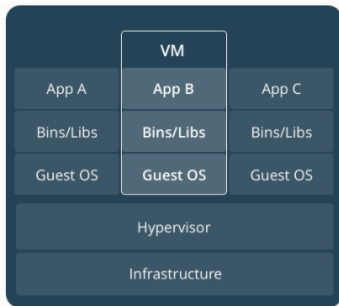 VM
App A App B App C
Bins/Libs Bins/Libs Bins/Libs
Guest OS Guest OS Guest OS
Hypervisor
Infrastructure